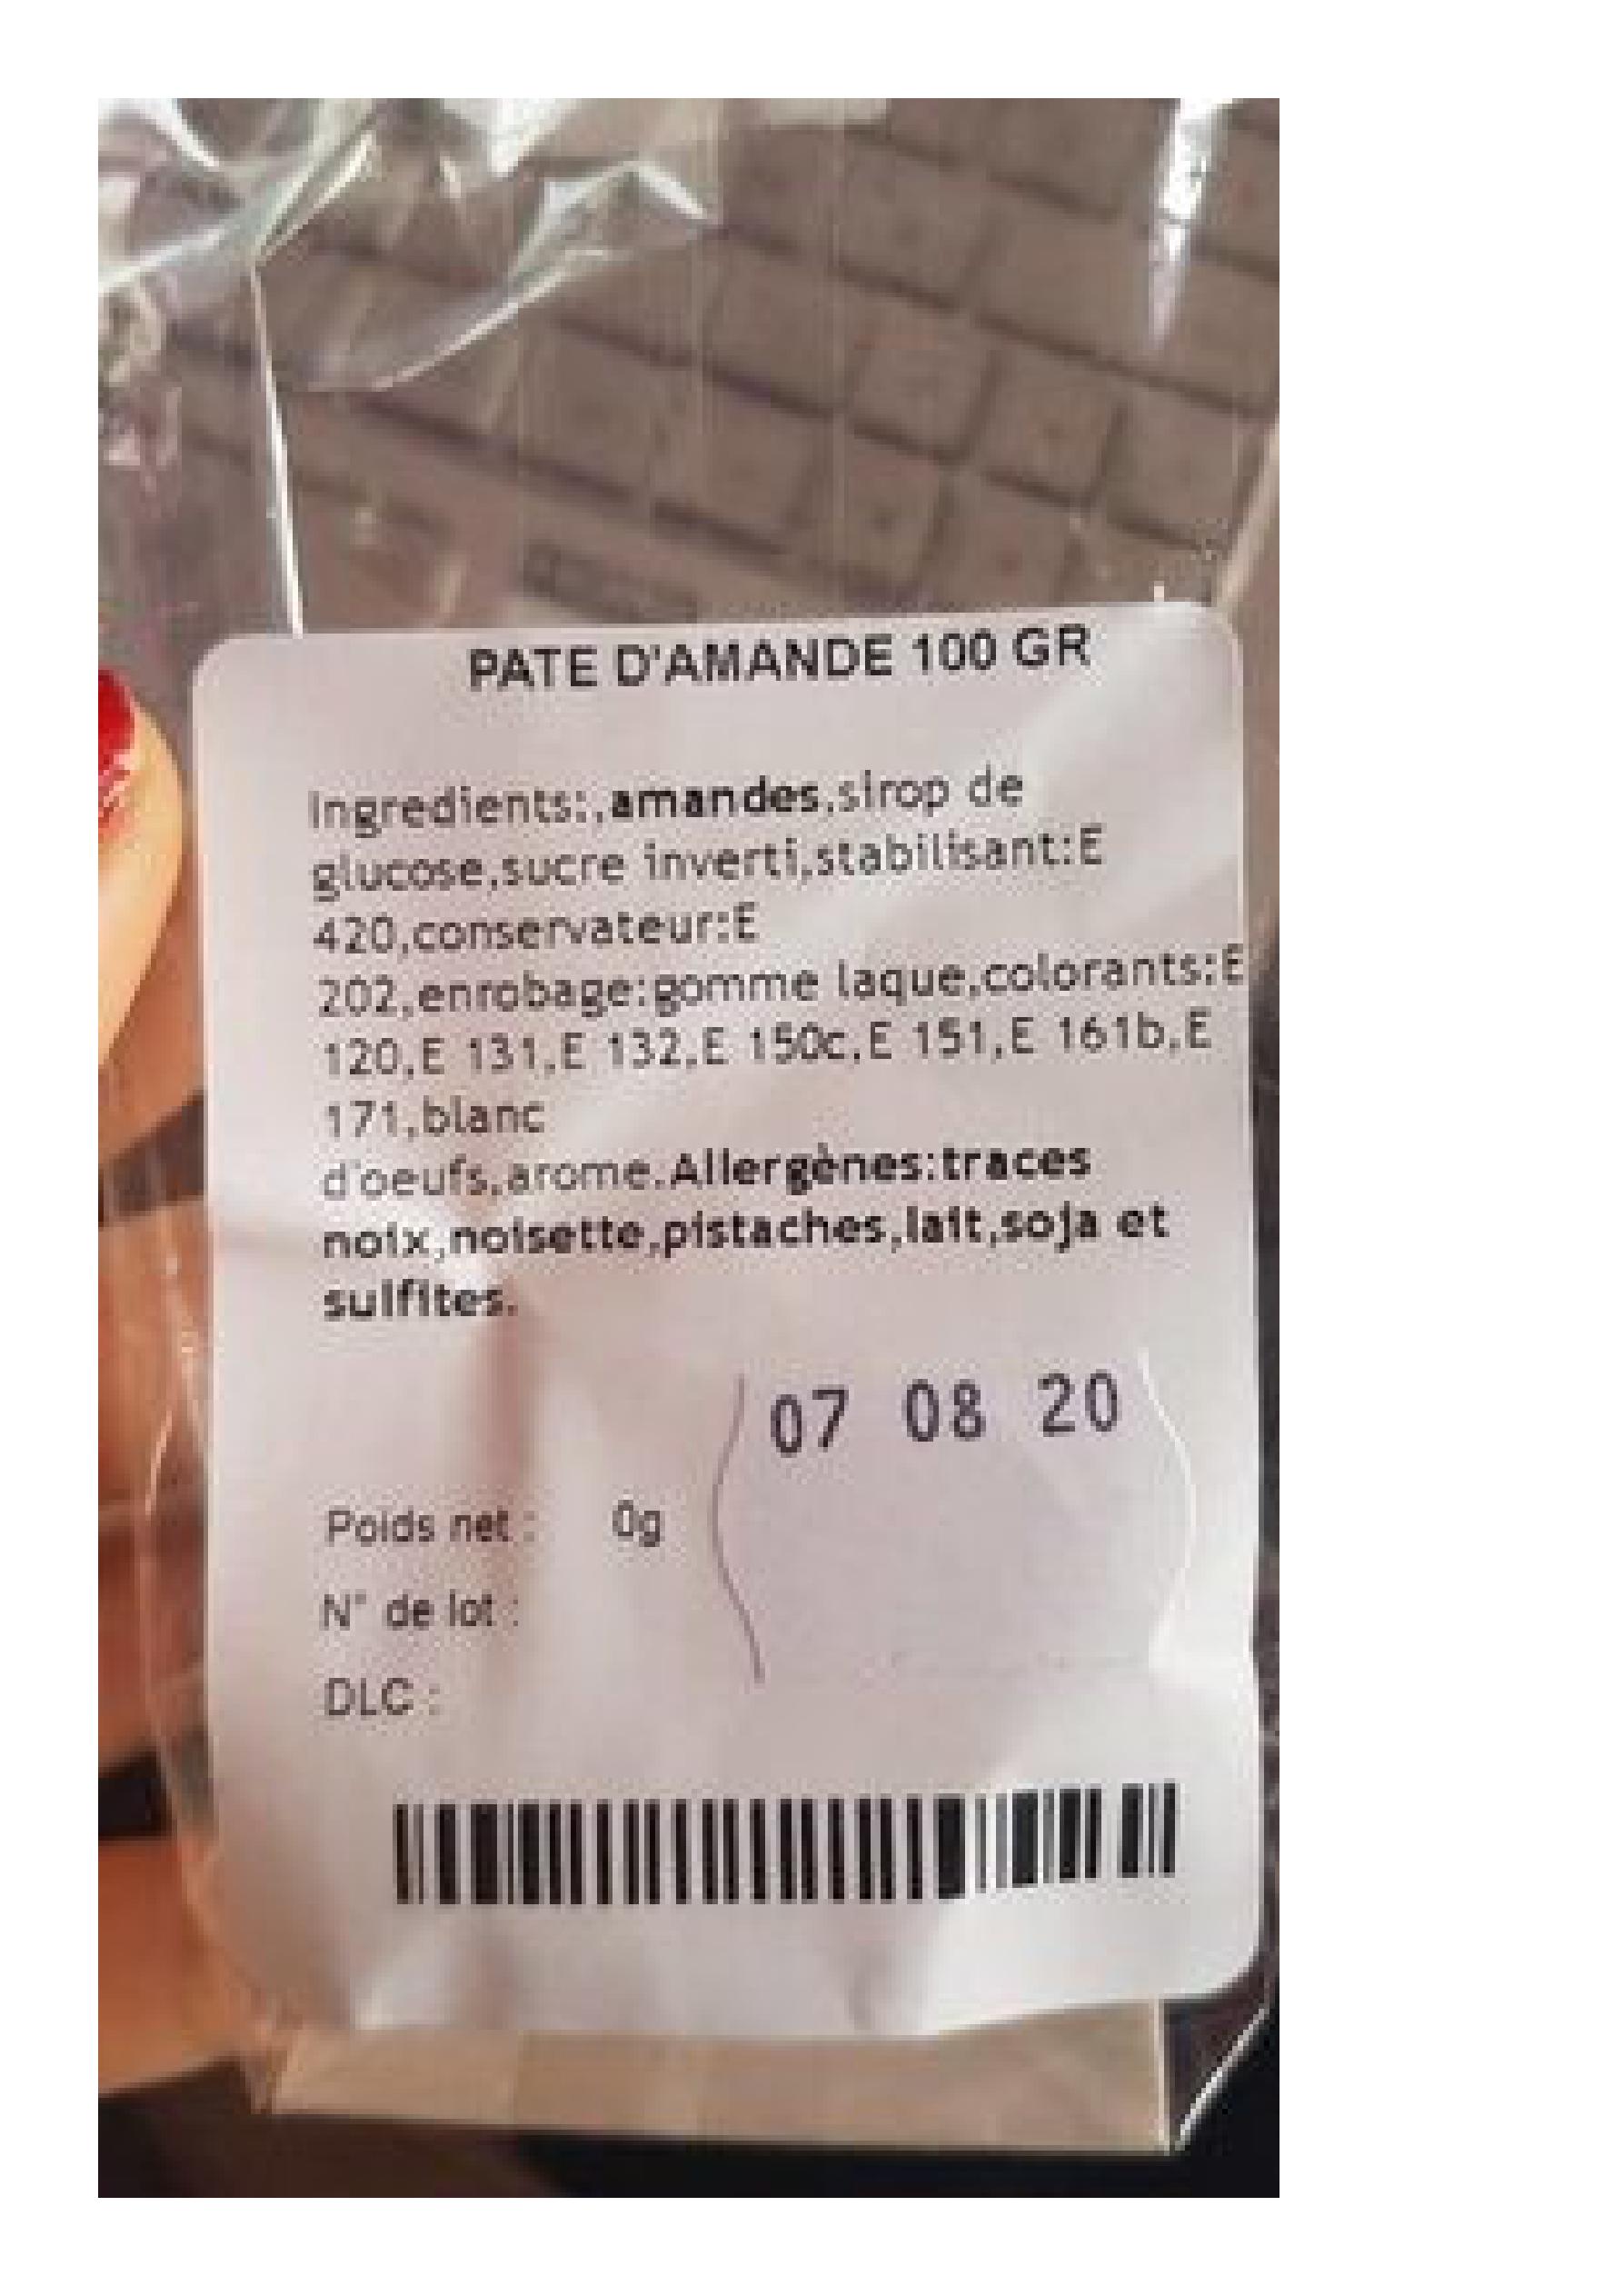 PATE D'AMANDE 100 GR
Ingredients:,amandes,sirop de
glucose,sucre inverti,stabilisant:E
420,conservateur:E
202,enrobage:gomme laque,colorants:E
120,E 131,E 132,E 150c,E 151,E 161b,E
171,blanc
d'oeufs,arome.Allergènes:traces
noix,noisette,pistaches,lait,soja et
sulfites.
07 08 20
Poids net : 0g
N° de lot :
DLC :